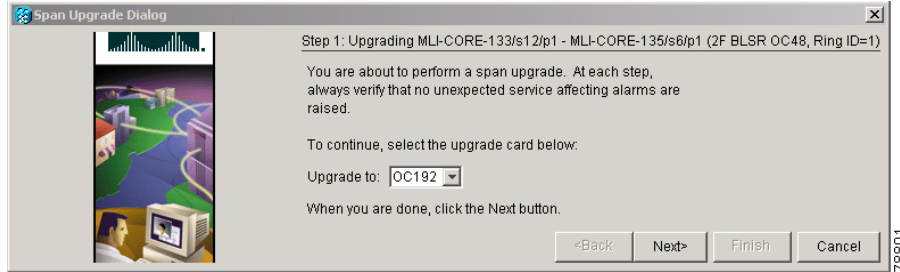 Span Upgrade Dialog
Step 1: Upgrading MLI-CORE-133/s12/p1 - MLI-CORE-135/s6/p1 (2F BLSR OC48, Ring ID=1)
You are about to perform a span upgrade. At each step,
always verify that no unexpected service affecting alarms are
raised.
To continue, select the upgrade card below:
Upgrade to: OC192
When you are done, click the Next button.
<Back Next> Finish Cancel
78801